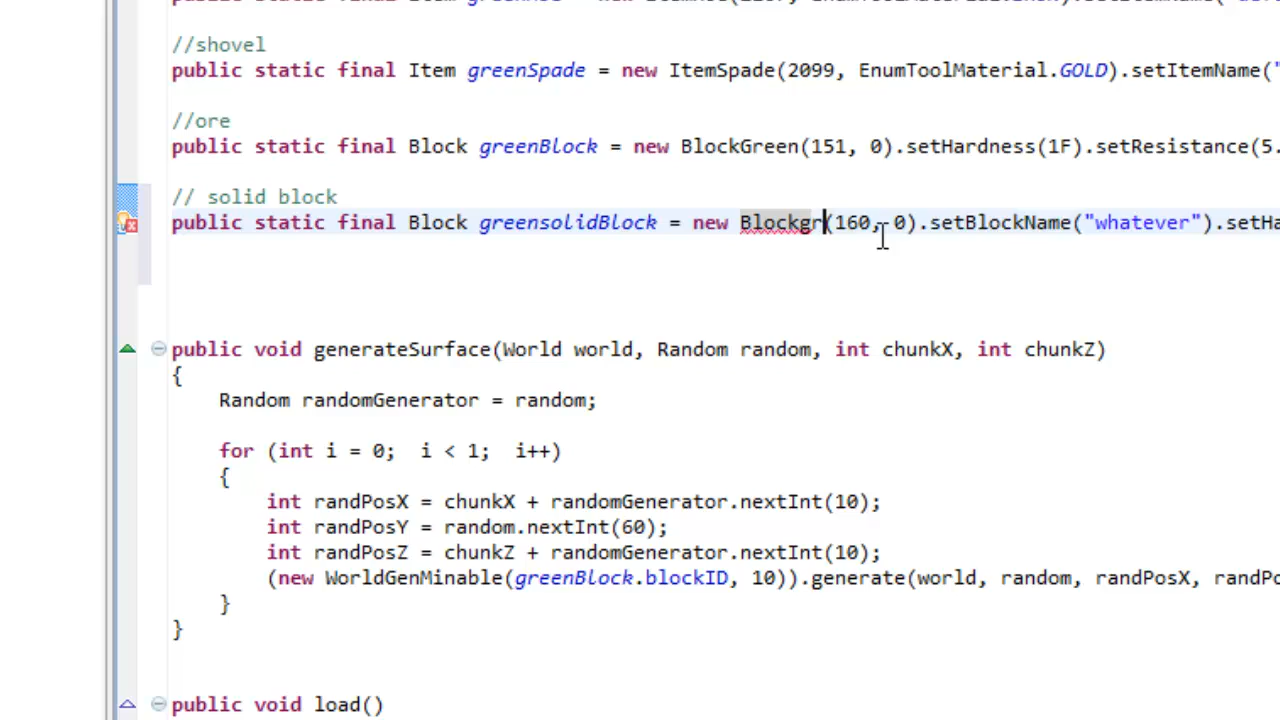 //shovel
public static final Item greenSpade = new ItemSpade(2099, EnumToolMaterial.GOLD).setItemName("
//ore
public static final Block greenBlock = new BlockGreen(151, 0).setHardness(1F).setResistance(5.
// solid block
public static final Block greensolidBlock = new Blockgr(160, 0).setBlockName("whatever").setHa
public void generateSurface(World world, Random random, int chunkX, int chunkZ)
{
Random randomGenerator = random;
for (int i = 0; i < 1; i++)
{
int randPosX = chunkX + randomGenerator.nextInt(10);
int randPosY = random.nextInt(60);
int randPosZ = chunkZ + randomGenerator.nextInt(10);
(new WorldGenMinable(greenBlock.blockID, 10)).generate(world, random, randPosX, randPo
}
}
public void load()